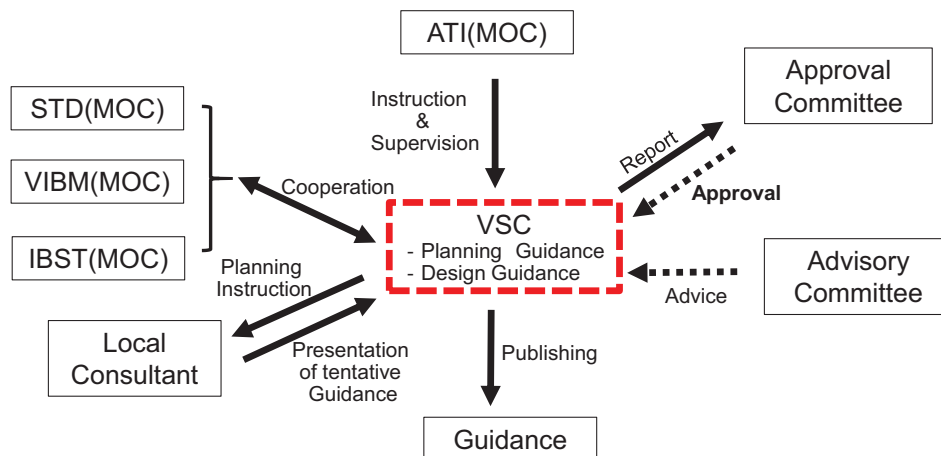 ATI(MOC)
Approval
Committee
STD(MOC)
VIBM(MOC)
IBST(MOC)
Instruction
&
Supervision
Report
Approval
Cooperation
VSC
- Planning Guidance
- Design Guidance
Advisory
Committee
Advice
Planning
Instruction
Local
Consultant
Presentation
of tentative
Guidance
Publishing
Guidance